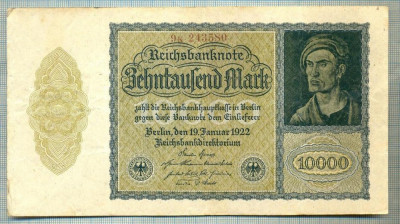 9B 243580
Reichsbanknote
Zehntausend Mark
zahlt die Reichsbankhauptkasse in Berlin
gegen diese Banknote dem Einlieferer
Berlin, den 19. Januar 1922
Reichsbankdirektorium
10000